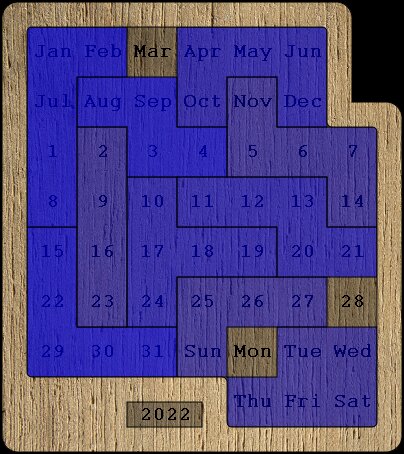 Jan Feb Mar Apr May Jun
Jul Aug Sep Oct Nov Dec
1 2 3 4 5 6 7
8 9 10 11 12 13 14
15 16 17 18 19 20 21
22 23 24 25 26 27 28
29 30 31 Sun Mon Tue Wed
Thu Fri Sat
2022